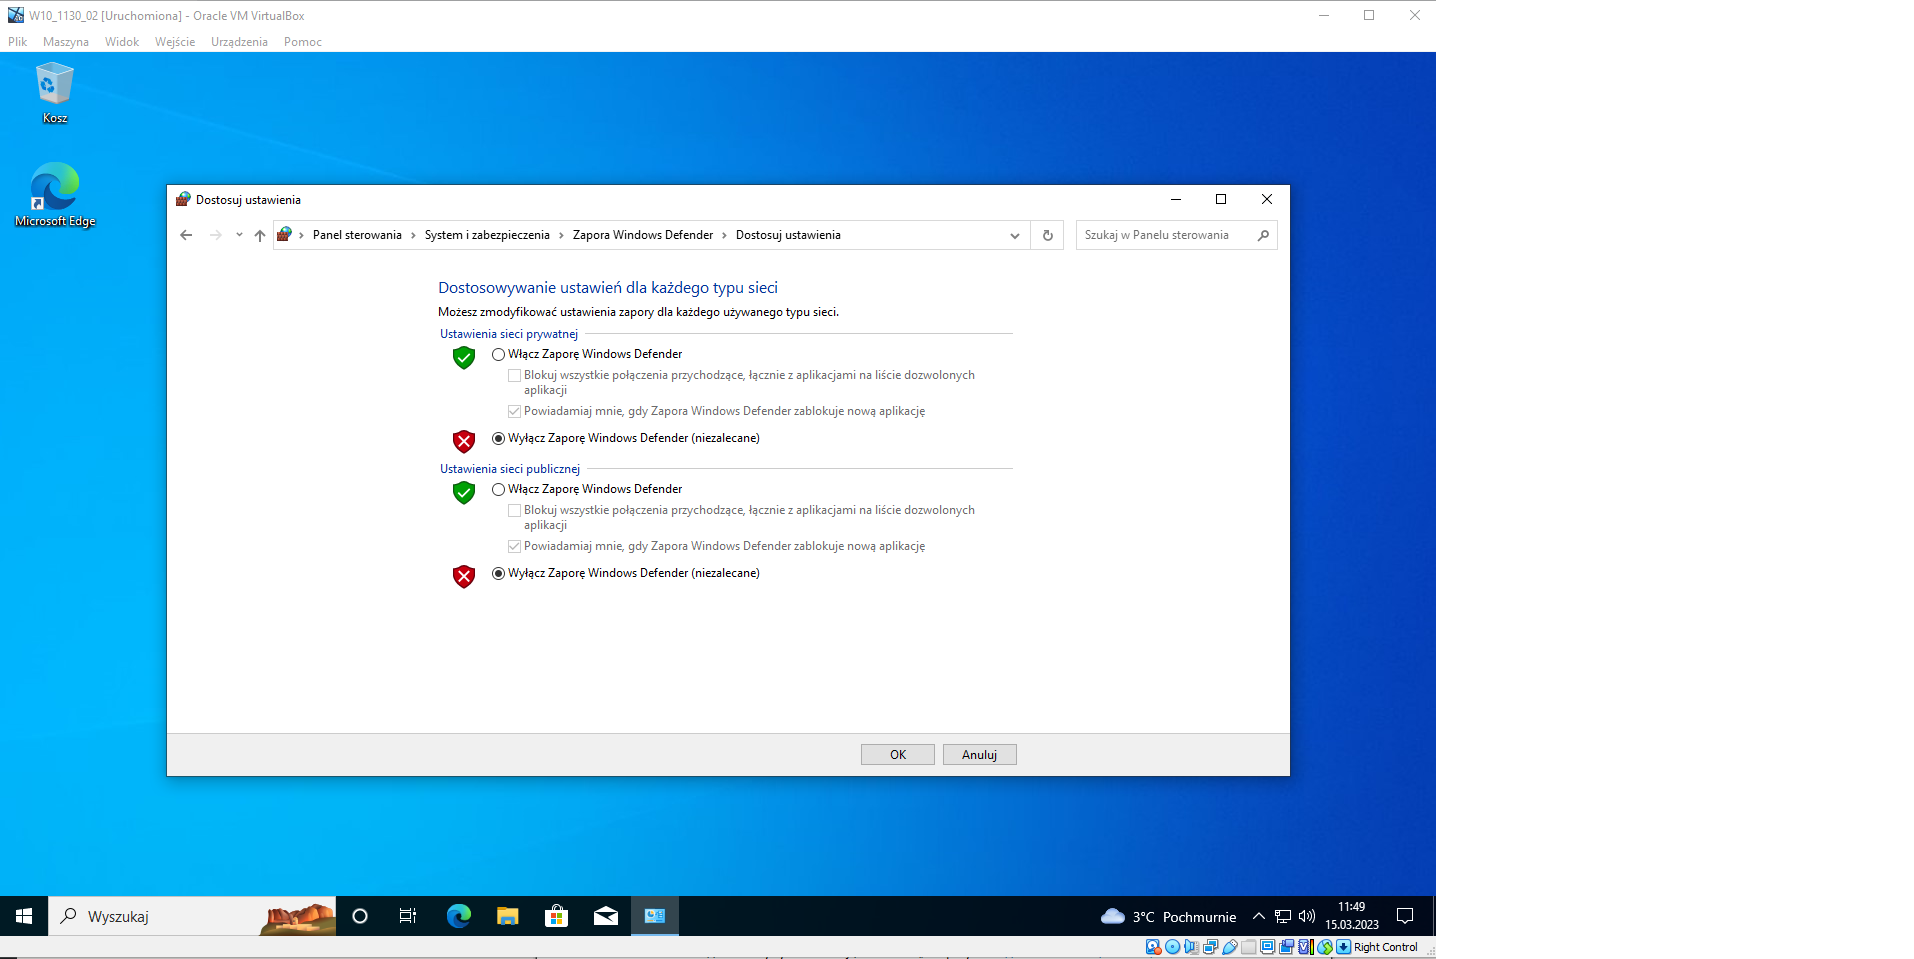 W10_1130_02 [Uruchomiona] - Oracle VM VirtualBox
Plik Maszyna Widok Wejście Urządzenia Pomoc
Kosz
Microsoft Edge
Dostosuj ustawienia
Panel sterowania › System i zabezpieczenia › Zapora Windows Defender › Dostosuj ustawienia
Szukaj w Panelu sterowania
Dostosowywanie ustawień dla każdego typu sieci
Możesz zmodyfikować ustawienia zapory dla każdego używanego typu sieci.
Ustawienia sieci prywatnej
Włącz Zaporę Windows Defender
Blokuj wszystkie połączenia przychodzące, łącznie z aplikacjami na liście dozwolonych
aplikacji
Powiadamiaj mnie, gdy Zapora Windows Defender zablokuje nową aplikację
Wyłącz Zaporę Windows Defender (niezalecane)
Ustawienia sieci publicznej
Włącz Zaporę Windows Defender
Blokuj wszystkie połączenia przychodzące, łącznie z aplikacjami na liście dozwolonych
aplikacji
Powiadamiaj mnie, gdy Zapora Windows Defender zablokuje nową aplikację
Wyłącz Zaporę Windows Defender (niezalecane)
OK Anuluj
Wyszukaj
3°C Pochmurnie
11:49
15.03.2023
Right Control